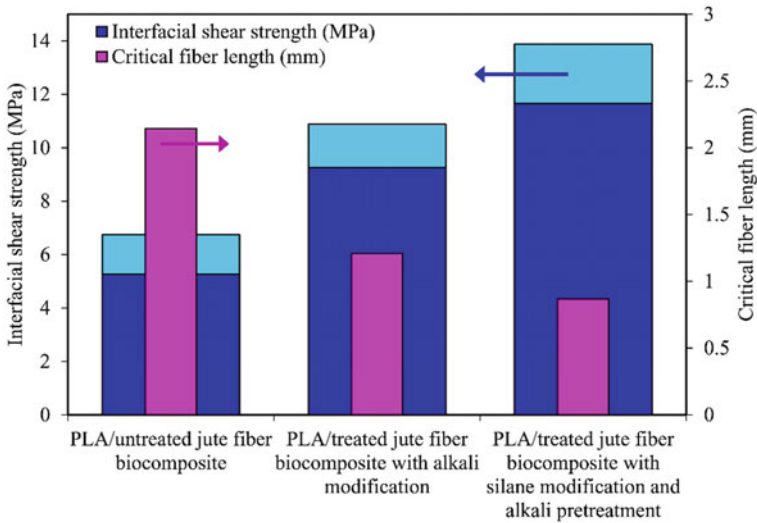 Interfacial shear strength (MPa)
Critical fiber length (mm)
Interfacial shear strength (MPa)
14
12
10
8
6
4
2
0
3
2.5
2
1.5
1
0.5
0
Critical fiber length (mm)
PLA/untreated jute fiber
biocomposite
PLA/treated jute fiber
biocomposite with alkali
modification
PLA/treated jute fiber
biocomposite with
silane modification and
alkali pretreatment